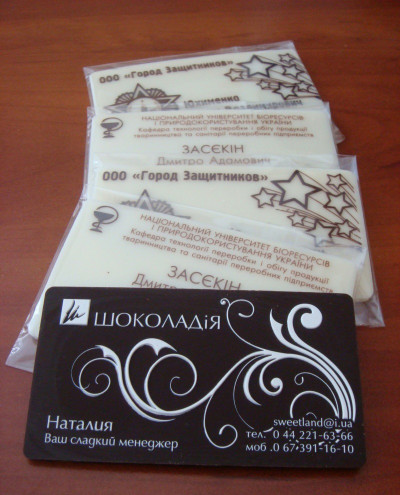 ООО «Город Защитников»
Юхименко
НАЦІОНАЛЬНИЙ УНІВЕРСИТЕТ БІОРЕСУРСІВ
І ПРИРОДОКОРИСТУВАННЯ УКРАЇНИ
Кафедра технології переробки і обігу продукції
тваринництва та санітарії переробних підприємств
ЗАСЄКІН
Дмитро Адамович
ООО «Город Защитников»
НАЦІОНАЛЬНИЙ УНІВЕРСИТЕТ БІОРЕСУРСІВ
І ПРИРОДОКОРИСТУВАННЯ УКРАЇНИ
Кафедра технології переробки і обігу продукції
тваринництва та санітарії переробних підприємств
ЗАСЄКІН
Дмитро
ШОКОЛАДіЯ
Наталия
Ваш сладкий менеджер
sweetland@i.ua
тел. 0 44 221-63-66
моб .0 67 391-16-10